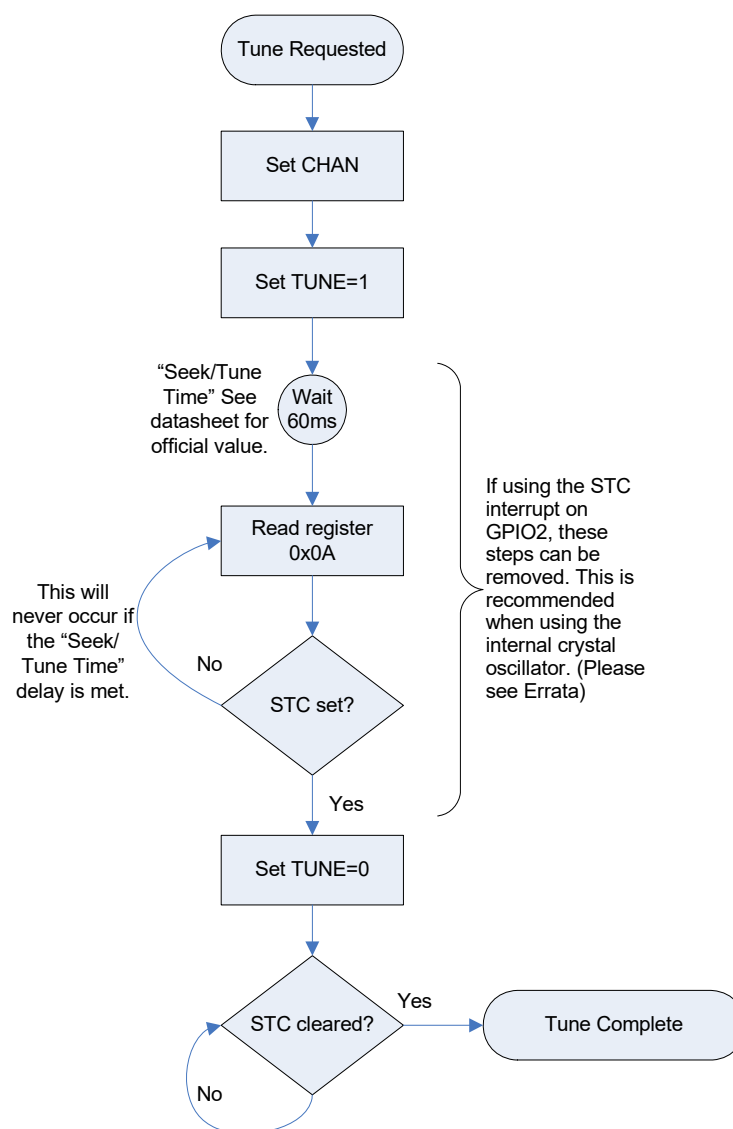 Tune Requested
Set CHAN
Set TUNE=1
“Seek/Tune
Time” See
datasheet for
official value.
Wait
60ms
If using the STC
interrupt on
GPIO2, these
steps can be
removed. This is
recommended
when using the
internal crystal
oscillator. (Please
see Errata)
Read register
0x0A
This will
never occur if
the “Seek/
Tune Time”
delay is met.
No
STC set?
Yes
Set TUNE=0
STC cleared?
Yes
Tune Complete
No